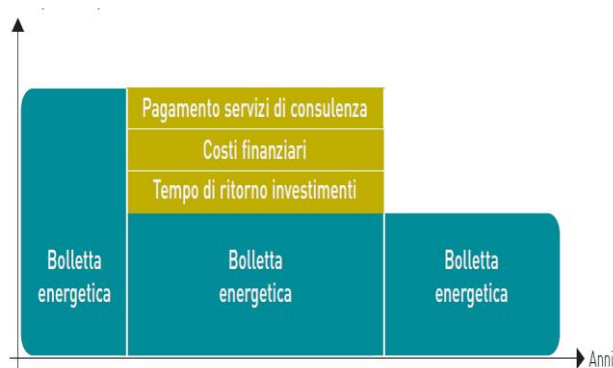 Pagamento servizi di consulenza
Costi finanziari
Tempo di ritorno investimenti
Bolletta
energetica
Bolletta
energetica
Bolletta
energetica
Anni